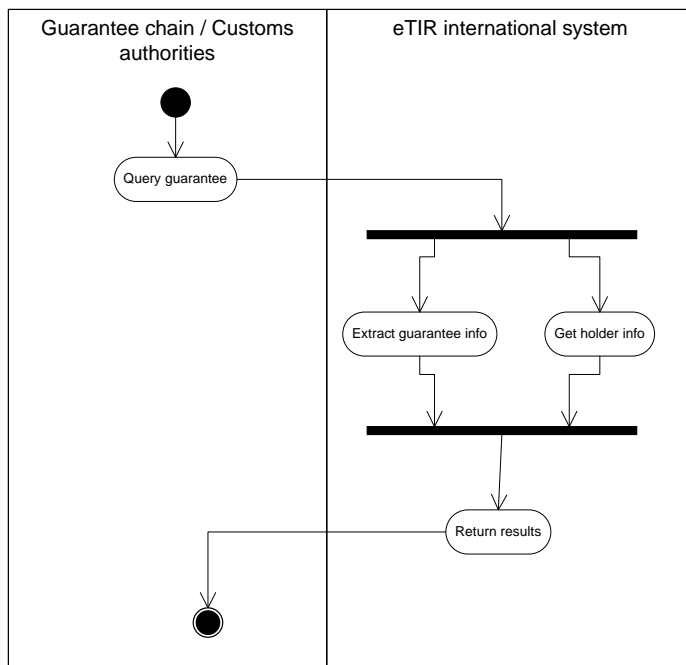 Guarantee chain / Customs
authorities
eTIR international system
Query guarantee
Extract guarantee info
Get holder info
Return results